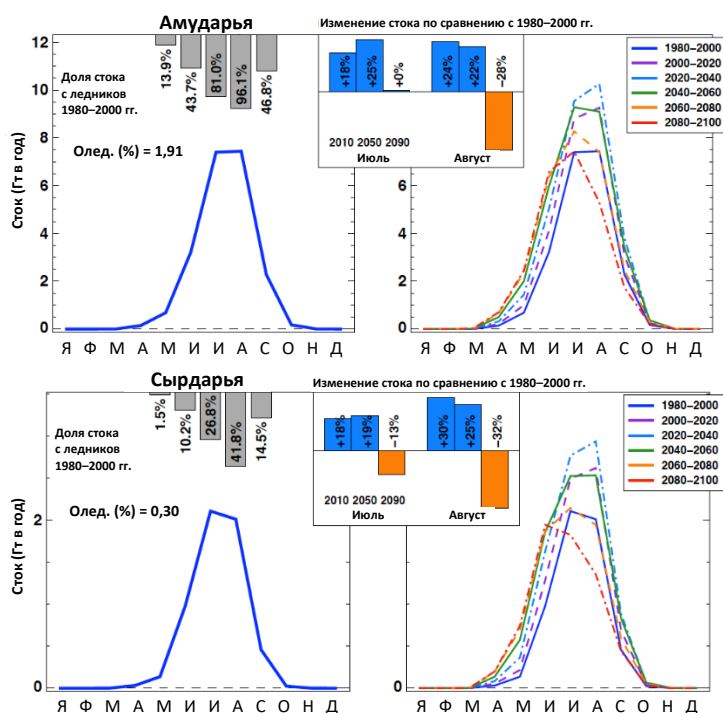 Амударья
Изменение стока по сравнению с 1980–2000 гг.
Доля стока
с ледников
1980–2000 гг.
13.9%
43.7%
81.0%
96.1%
46.8%
+18%
+25%
+0%
+24%
+22%
−28%
2010 2050 2090
Июль
Август
1980–2000
2000–2020
2020–2040
2040–2060
2060–2080
2080–2100
Олед. (%) = 1,91
Сток (Гт в год)
12
10
8
6
4
2
0
Я Ф М А М И И А С О Н Д
Я Ф М А М И И А С О Н Д
Сырдарья
Изменение стока по сравнению с 1980–2000 гг.
Доля стока
с ледников
1980–2000 гг.
1.5%
10.2%
26.8%
41.8%
14.5%
+18%
+19%
−13%
+30%
+25%
−32%
2010 2050 2090
Июль
Август
1980–2000
2000–2020
2020–2040
2040–2060
2060–2080
2080–2100
Олед. (%) = 0,30
Сток (Гт в год)
2
0
Я Ф М А М И И А С О Н Д
Я Ф М А М И И А С О Н Д